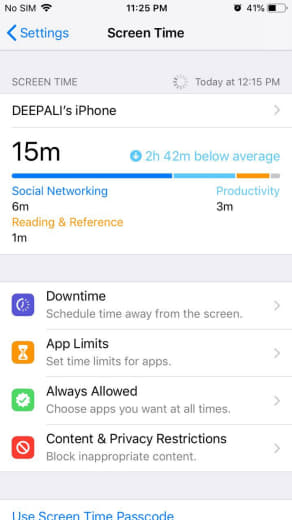 No SIM 11:25 PM 41%
Settings Screen Time
SCREEN TIME Today at 12:15 PM
DEEPALI's iPhone
15m 2h 42m below average
Social Networking Productivity
6m 3m
Reading & Reference
1m
Downtime
Schedule time away from the screen.
App Limits
Set time limits for apps.
Always Allowed
Choose apps you want at all times.
Content & Privacy Restrictions
Block inappropriate content.
Use Screen Time Passcode